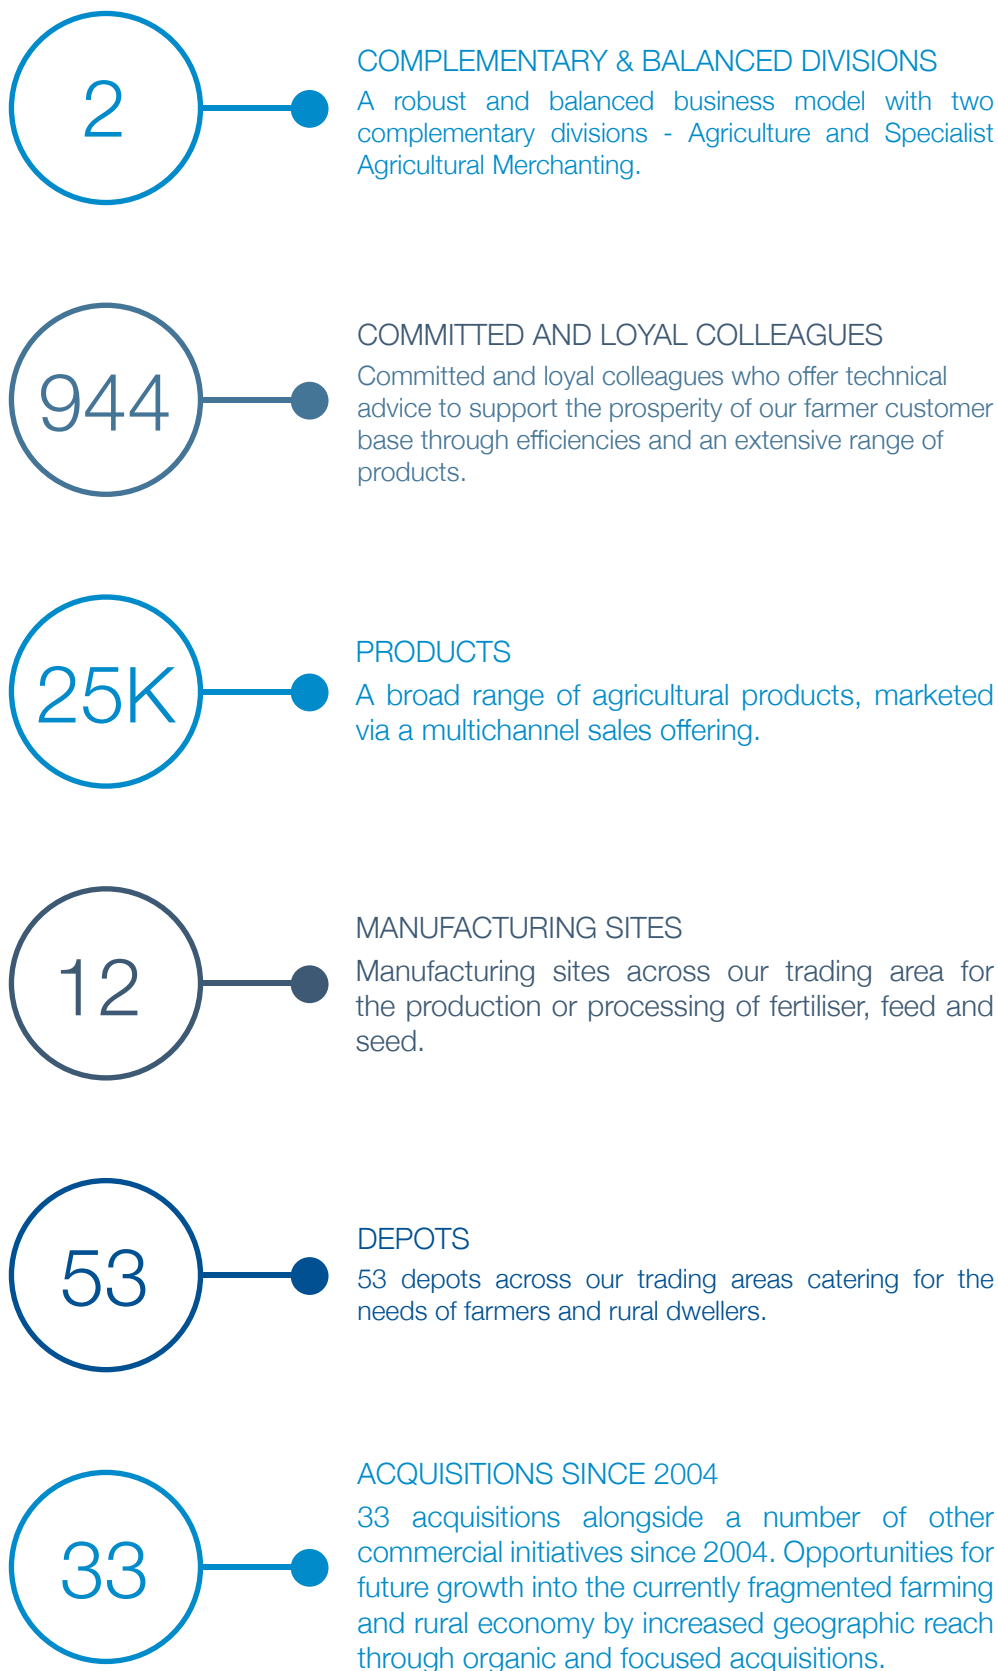 2
COMPLEMENTARY & BALANCED DIVISIONS
A robust and balanced business model with two
complementary divisions - Agriculture and Specialist
Agricultural Merchanting.
944
COMMITTED AND LOYAL COLLEAGUES
Committed and loyal colleagues who offer technical
advice to support the prosperity of our farmer customer
base through efficiencies and an extensive range of
products.
25K
PRODUCTS
A broad range of agricultural products, marketed
via a multichannel sales offering.
12
MANUFACTURING SITES
Manufacturing sites across our trading area for
the production or processing of fertiliser, feed and
seed.
53
DEPOTS
53 depots across our trading areas catering for the
needs of farmers and rural dwellers.
33
ACQUISITIONS SINCE 2004
33 acquisitions alongside a number of other
commercial initiatives since 2004. Opportunities for
future growth into the currently fragmented farming
and rural economy by increased geographic reach
through organic and focused acquisitions.